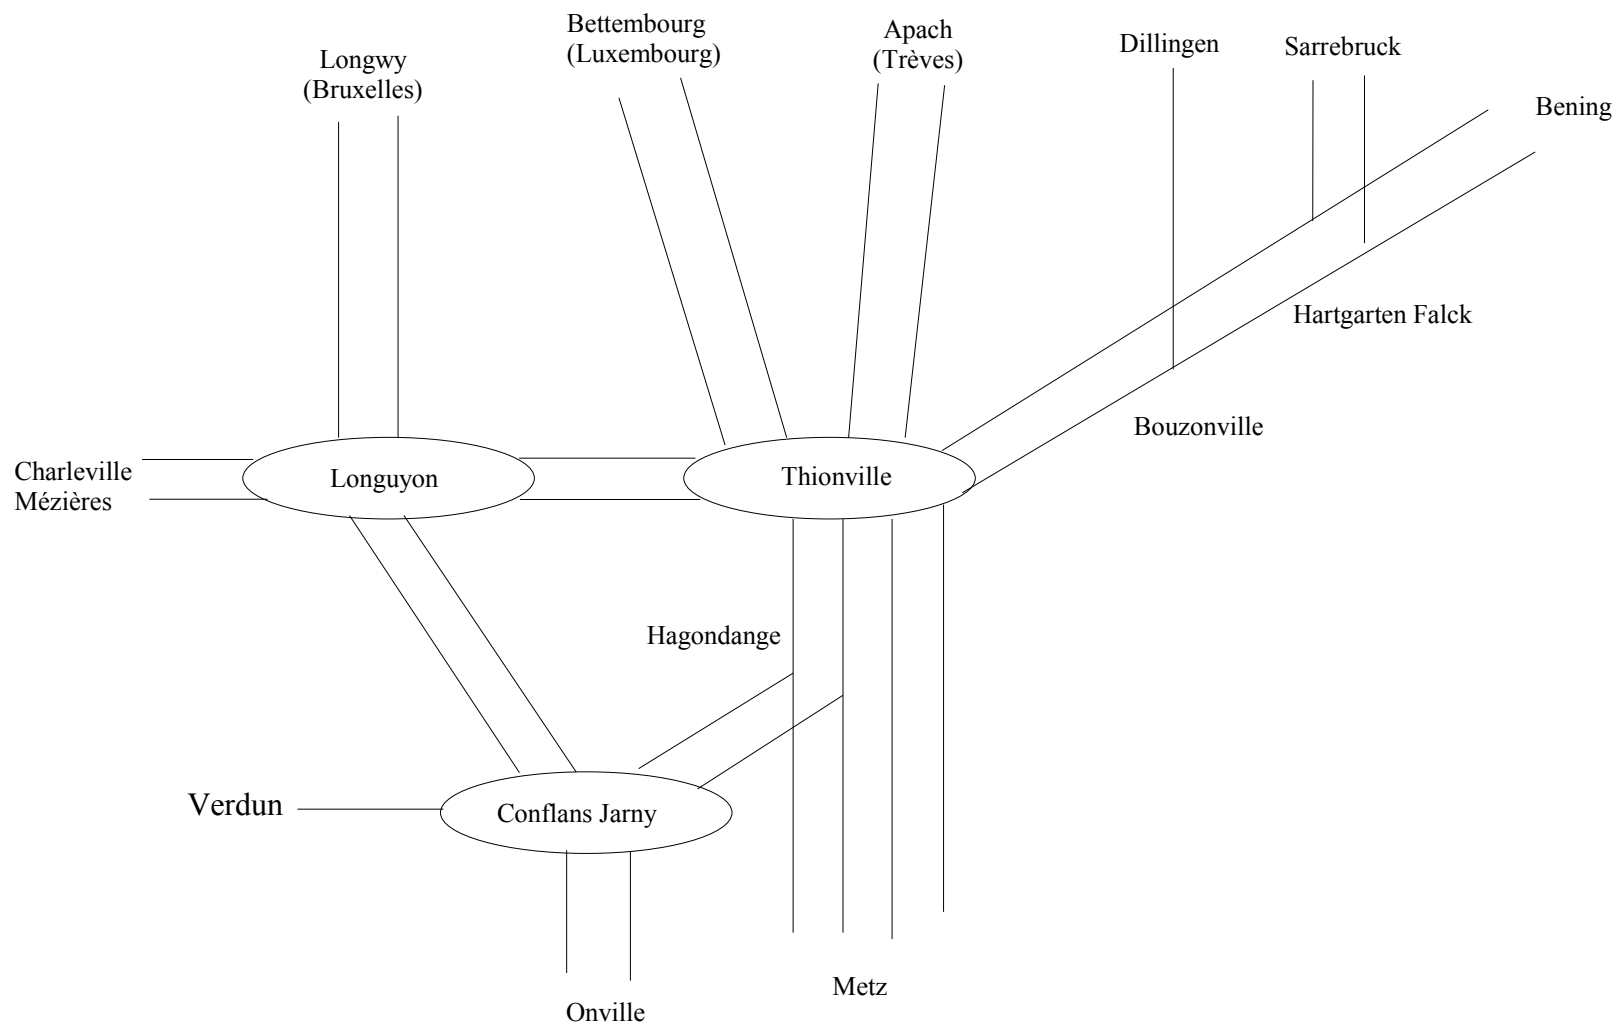 Bettembourg
(Luxembourg)
Apach
(Trèves)
Dillingen
Sarrebruck
Longwy
(Bruxelles)
Bening
Hartgarten Falck
Bouzonville
Charleville
Mézières
Longuyon
Thionville
Hagondange
Verdun
Conflans Jarny
Metz
Onville